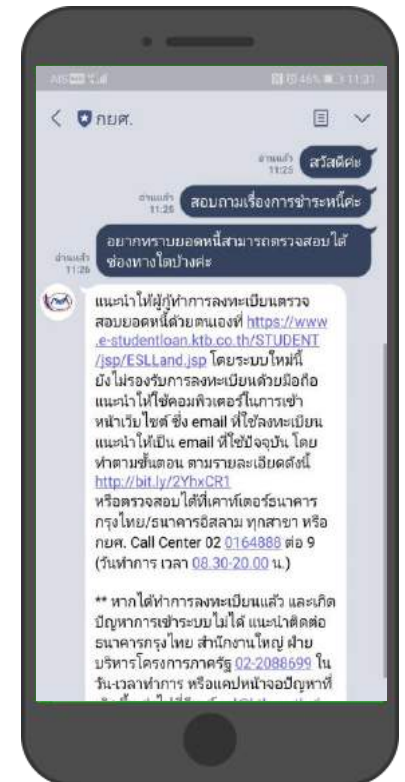 AIS
46%
11:31
กยศ.
อ่านแล้ว
11:25
สวัสดีค่ะ
อ่านแล้ว
11:25
สอบถามเรื่องการชำระหนี้ค่ะ
อ่านแล้ว
11:26
อยากทราบยอดหนี้สามารถตรวจสอบได้
ช่องทางใดบ้างค่ะ
แนะนำให้ผู้กู้ทำการลงทะเบียนตรวจ
สอบยอดหนี้ด้วยตนเองที่ https://www
.e-studentloan.ktb.co.th/STUDENT
/jsp/ESLLand.jsp โดยระบบใหม่นี้
ยังไม่รองรับการลงทะเบียนด้วยมือถือ
แนะนำให้ใช้คอมพิวเตอร์ในการเข้า
หน้าเว็บไซต์ ซึ่ง email ที่ใช้ลงทะเบียน
แนะนำให้เป็น email ที่ใช้ปัจจุบัน โดย
ทำตามขั้นตอน ตามรายละเอียดดังนี้
http://bit.ly/2YhxCR1
หรือตรวจสอบได้ที่เคาท์เตอร์ธนาคาร
กรุงไทย/ธนาคารอิสลาม ทุกสาขา หรือ
กยศ. Call Center 02 0164888 ต่อ 9
(วันทำการ เวลา 08.30-20.00 น.)
** หากได้ทำการลงทะเบียนแล้ว และเกิด
ปัญหาการเข้าระบบไม่ได้ แนะนำติดต่อ
ธนาคารกรุงไทย สำนักงานใหญ่ ฝ่าย
บริหารโครงการภาครัฐ 02-2088699 ใน
วัน-เวลาทำการ หรือแคปหน้าจอปัญหาที่